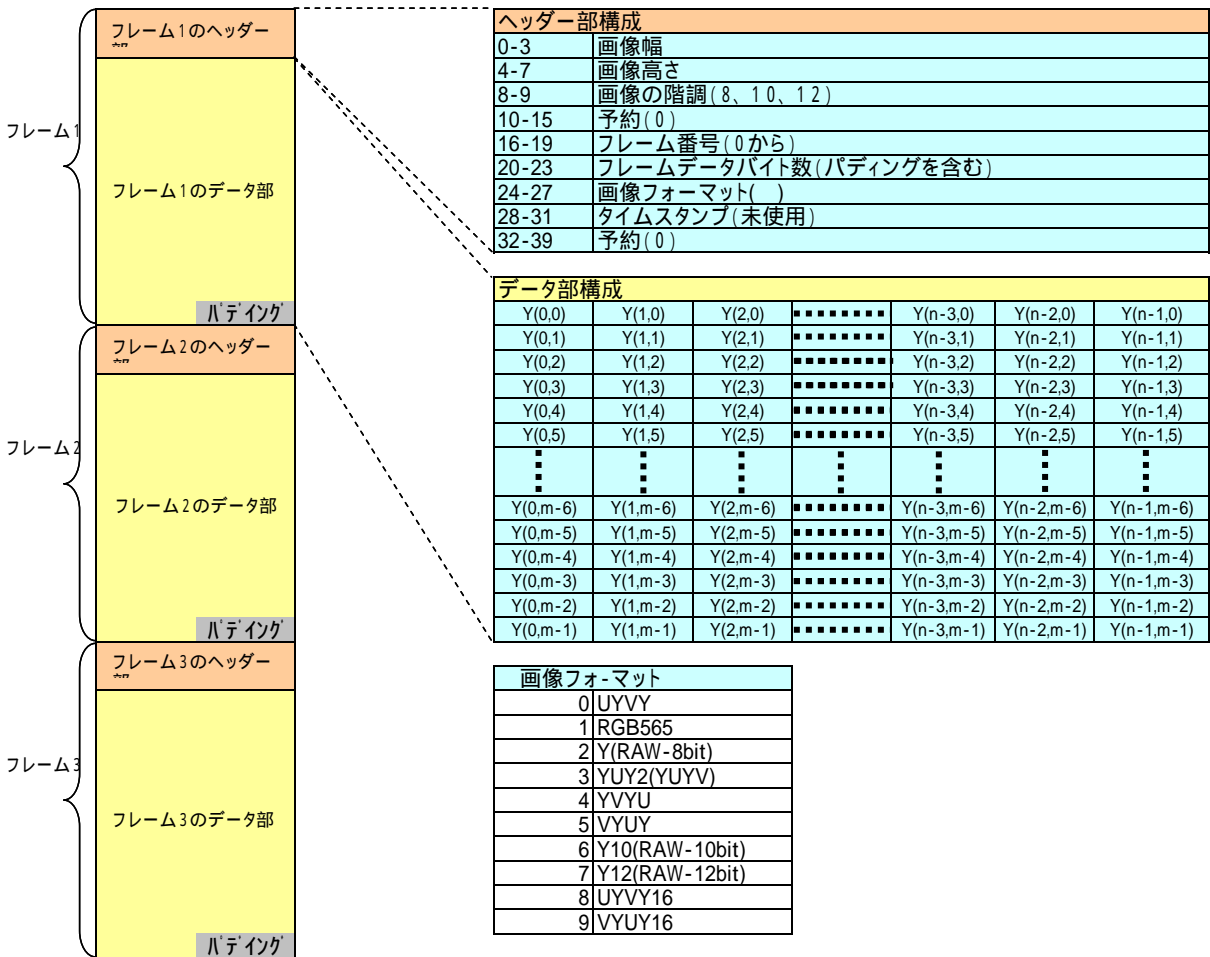 フレーム1
フレーム1のヘッダー
フレーム1のデータ部
パディング
フレーム2
フレーム2のヘッダー
フレーム2のデータ部
パディング
フレーム3
フレーム3のヘッダー
フレーム3のデータ部
パディング
ヘッダー部構成
0-3 画像幅
4-7 画像高さ
8-9 画像の階調(8、10、12)
10-15 予約(0)
16-19 フレーム番号(0から)
20-23 フレームデータバイト数(パディングを含む)
24-27 画像フォーマット( )
28-31 タイムスタンプ(未使用)
32-39 予約(0)
データ部構成
Y(0,0) Y(1,0) Y(2,0) Y(n-3,0) Y(n-2,0) Y(n-1,0)
Y(0,1) Y(1,1) Y(2,1) Y(n-3,1) Y(n-2,1) Y(n-1,1)
Y(0,2) Y(1,2) Y(2,2) Y(n-3,2) Y(n-2,2) Y(n-1,2)
Y(0,3) Y(1,3) Y(2,3) Y(n-3,3) Y(n-2,3) Y(n-1,3)
Y(0,4) Y(1,4) Y(2,4) Y(n-3,4) Y(n-2,4) Y(n-1,4)
Y(0,5) Y(1,5) Y(2,5) Y(n-3,5) Y(n-2,5) Y(n-1,5)
Y(0,m-6) Y(1,m-6) Y(2,m-6) Y(n-3,m-6) Y(n-2,m-6) Y(n-1,m-6)
Y(0,m-5) Y(1,m-5) Y(2,m-5) Y(n-3,m-5) Y(n-2,m-5) Y(n-1,m-5)
Y(0,m-4) Y(1,m-4) Y(2,m-4) Y(n-3,m-4) Y(n-2,m-4) Y(n-1,m-4)
Y(0,m-3) Y(1,m-3) Y(2,m-3) Y(n-3,m-3) Y(n-2,m-3) Y(n-1,m-3)
Y(0,m-2) Y(1,m-2) Y(2,m-2) Y(n-3,m-2) Y(n-2,m-2) Y(n-1,m-2)
Y(0,m-1) Y(1,m-1) Y(2,m-1) Y(n-3,m-1) Y(n-2,m-1) Y(n-1,m-1)
画像フォ-マット
0 UYVY
1 RGB565
2 Y(RAW-8bit)
3 YUY2(YUYV)
4 YVYU
5 VYUY
6 Y10(RAW-10bit)
7 Y12(RAW-12bit)
8 UYVY16
9 VYUY16